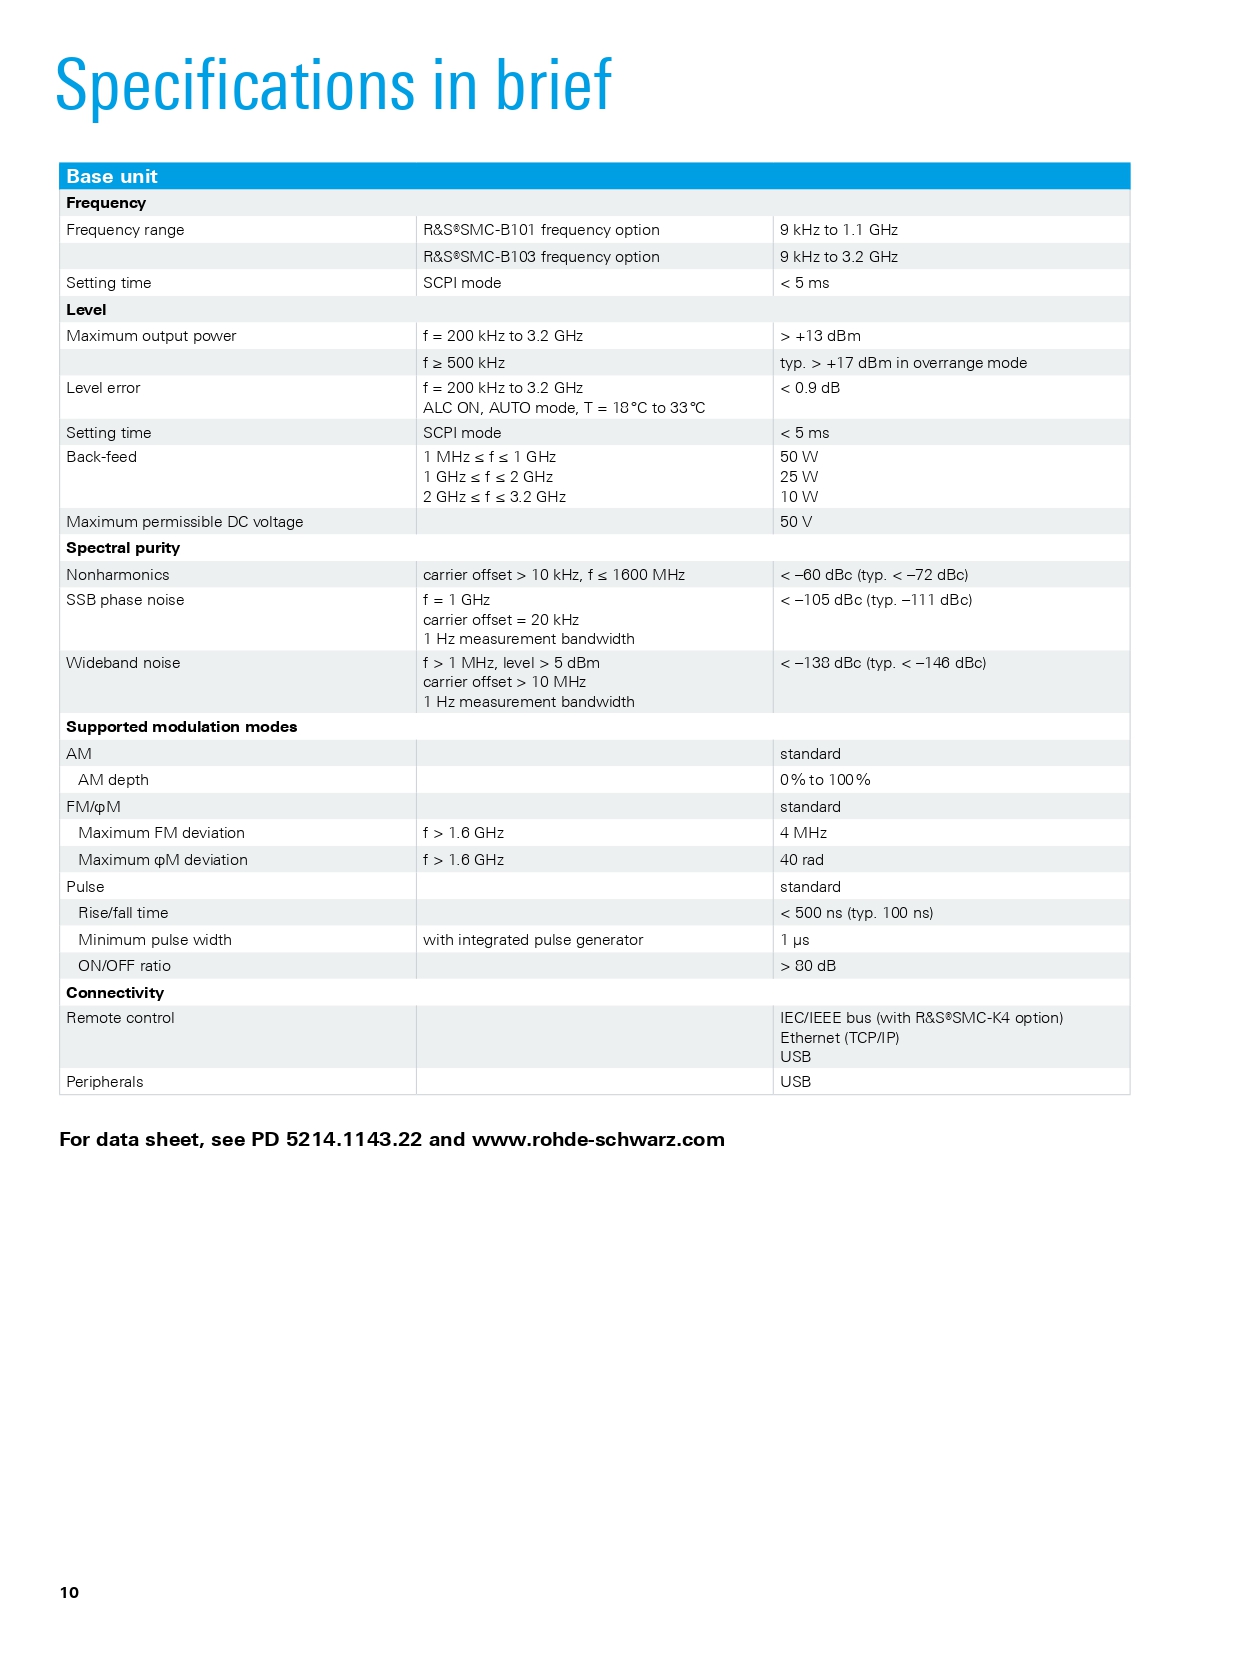 Specifications in brief
Base unit
Frequency
Frequency range R&S®SMC-B101 frequency option 9 kHz to 1.1 GHz
R&S®SMC-B103 frequency option 9 kHz to 3.2 GHz
Setting time SCPI mode < 5 ms
Level
Maximum output power f = 200 kHz to 3.2 GHz > +13 dBm
f ≥ 500 kHz typ. > +17 dBm in overrange mode
Level error f = 200 kHz to 3.2 GHz < 0.9 dB
ALC ON, AUTO mode, T = 18 °C to 33 °C
Setting time SCPI mode < 5 ms
Back-feed 1 MHz ≤ f ≤ 1 GHz 50 W
1 GHz ≤ f ≤ 2 GHz 25 W
2 GHz ≤ f ≤ 3.2 GHz 10 W
Maximum permissible DC voltage 50 V
Spectral purity
Nonharmonics carrier offset > 10 kHz, f ≤ 1600 MHz < –60 dBc (typ. < –72 dBc)
SSB phase noise f = 1 GHz < –105 dBc (typ. –111 dBc)
carrier offset = 20 kHz
1 Hz measurement bandwidth
Wideband noise f > 1 MHz, level > 5 dBm < –138 dBc (typ. < –146 dBc)
carrier offset > 10 MHz
1 Hz measurement bandwidth
Supported modulation modes
AM standard
AM depth 0 % to 100 %
FM/φM standard
Maximum FM deviation f > 1.6 GHz 4 MHz
Maximum φM deviation f > 1.6 GHz 40 rad
Pulse standard
Rise/fall time < 500 ns (typ. 100 ns)
Minimum pulse width with integrated pulse generator 1 µs
ON/OFF ratio > 80 dB
Connectivity
Remote control IEC/IEEE bus (with R&S®SMC-K4 option)
Ethernet (TCP/IP)
USB
Peripherals USB
For data sheet, see PD 5214.1143.22 and www.rohde-schwarz.com
10